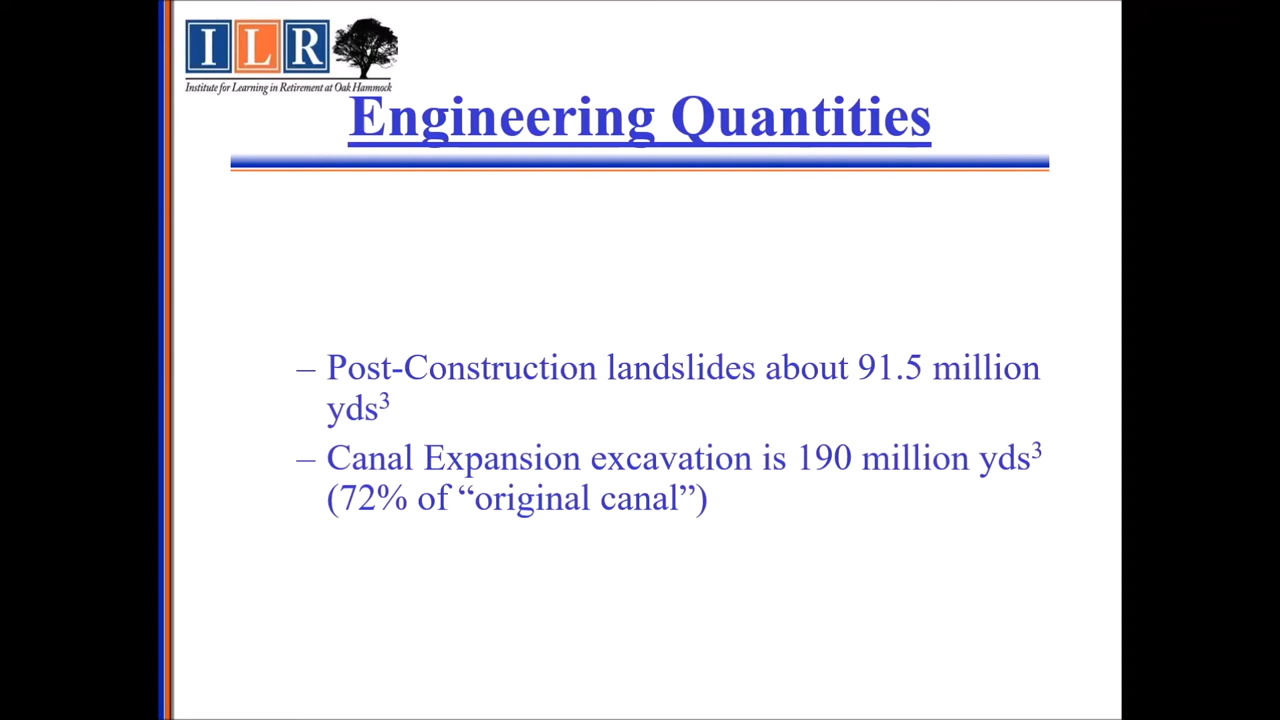 ILR
Institute for Learning in Retirement at Oak Hammock
Engineering Quantities
– Post-Construction landslides about 91.5 million
yds³
– Canal Expansion excavation is 190 million yds³
(72% of “original canal”)